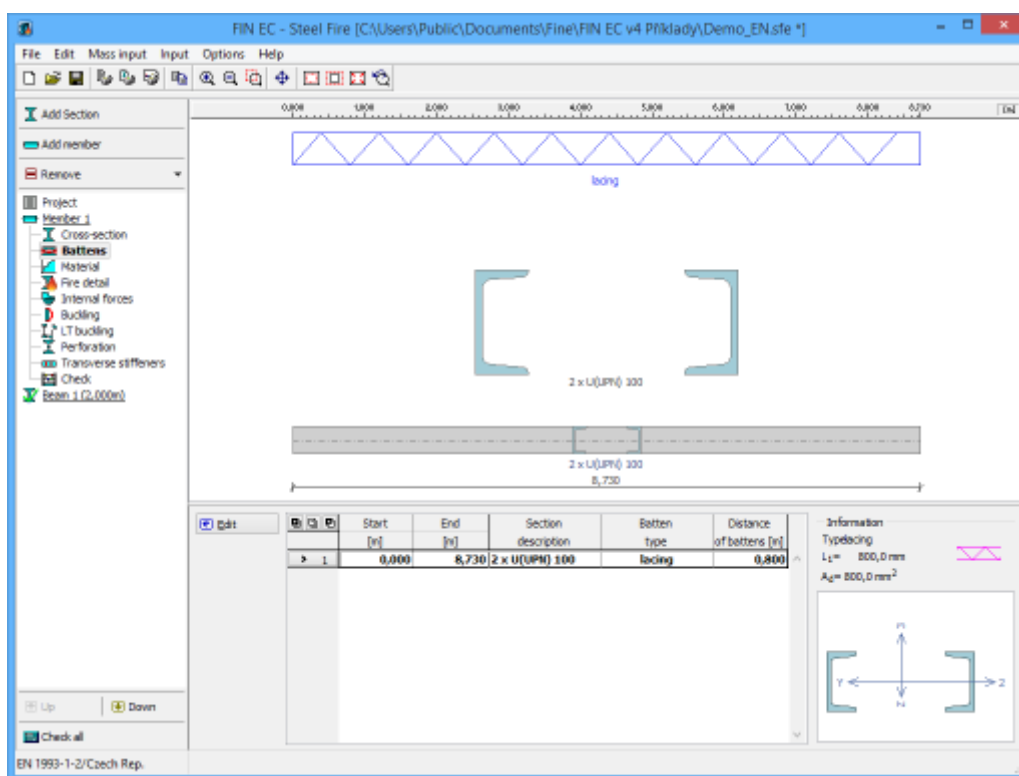 FIN EC - Steel Fire [C:\Users\Public\Documents\Fine\FIN EC v4 Příklady\Demo_EN.sfe *]
File Edit Mass input Input Options Help
Add Section
Add member
Remove
Project
Member 1
Cross-section
Battens
Material
Fire detail
Internal forces
Buckling
LT buckling
Perforation
Transverse stiffeners
Check
Beam 1 (2,000m)
Up Down
Check all
0,000 1,000 2,000 3,000 4,000 5,000 6,000 7,000 8,000 8,730 [m]
lacing
2 x U(UPN) 100
2 x U(UPN) 100
8,730
Edit
Start End Section Batten Distance
[m] [m] description type of battens [m]
1 0,000 8,730 2 x U(UPN) 100 lacing 0,800
Information
Type lacing
L₁= 800,0 mm
A_d= 800,0 mm²
Y
EN 1993-1-2/Czech Rep.